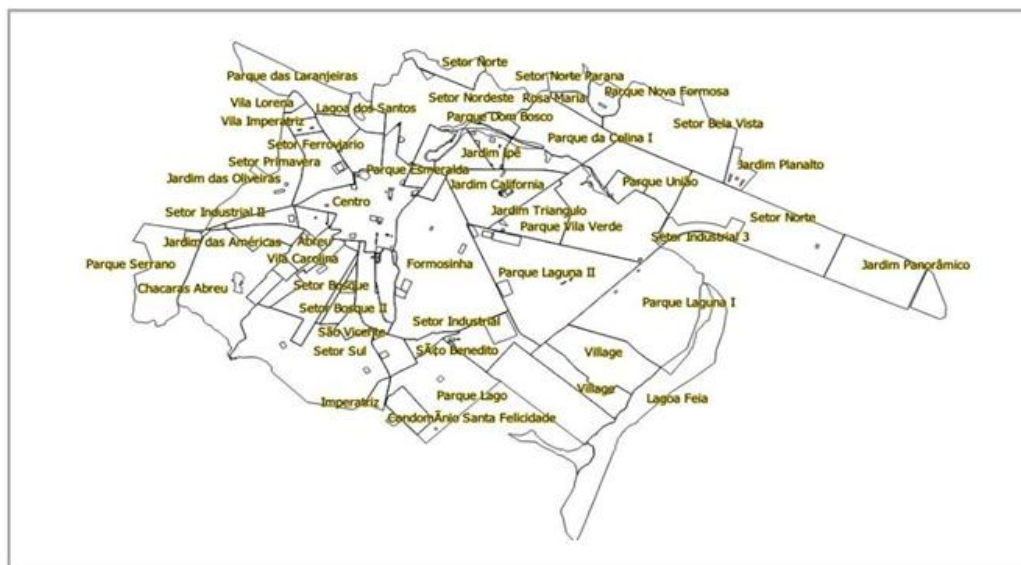 Setor Norte
Parque das Laranjeiras
Setor Norte Parana
Parque Nova Formosa
Vila Lorena
Lagoa dos Santos
Setor Nordeste
Rosa Maria
Vila Imperatriz
Parque Dom Bosco
Setor Bela Vista
Parque da Colina I
Setor Ferroviario
Jardim Ipê
Setor Primavera
Parque Esmeralda
Jardim Planalto
Jardim das Oliveiras
Jardim California
Parque União
Centro
Setor Industrial II
Jardim Triangulo
Setor Norte
Parque Vila Verde
Jardim das Américas
Abreu
Setor Industrial 3
Parque Serrano
Vila Carolina
Formosinha
Parque Laguna II
Jardim Panorâmico
Chacaras Abreu
Setor Bosque
Parque Laguna I
Setor Bosque II
Setor Industrial
São Vicente
Setor Sul
SÃ£o Benedito
Village
Village
Imperatriz
Parque Lago
Lagoa Feia
CondomÃ­nio Santa Felicidade